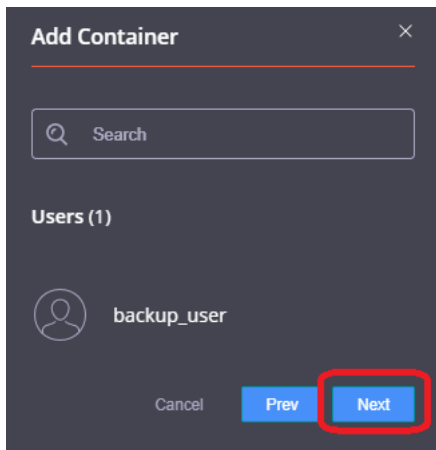 Add Container
Search
Users (1)
backup_user
Cancel Prev Next